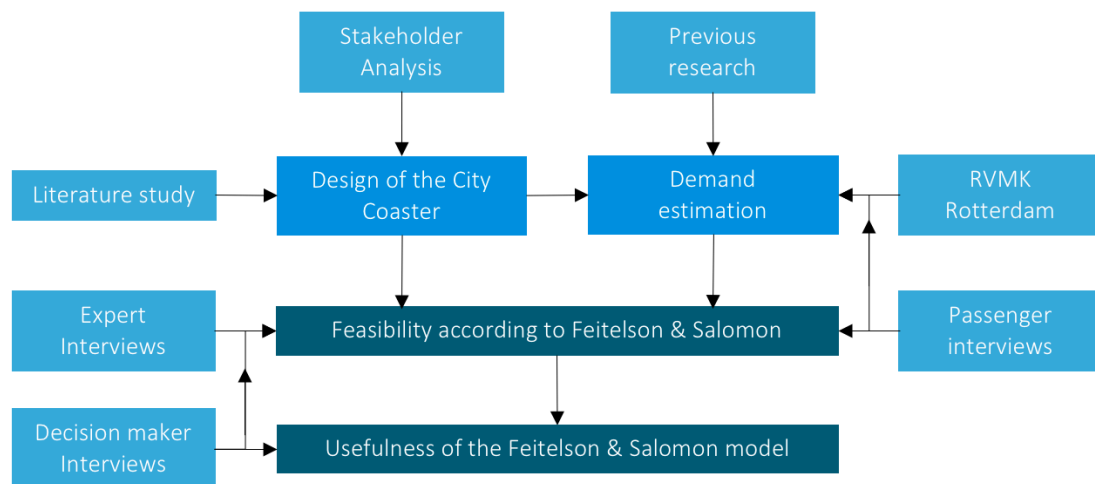 Stakeholder
Analysis
Previous
research
Literature study
Design of the City
Coaster
Demand
estimation
RVMK
Rotterdam
Expert
Interviews
Feasibility according to Feitelson & Salomon
Passenger
interviews
Decision maker
Interviews
Usefulness of the Feitelson & Salomon model